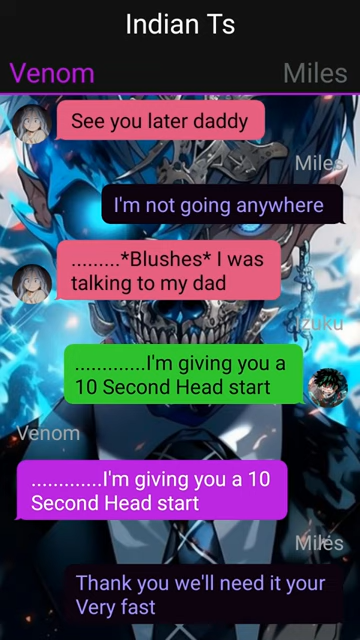 Indian Ts
Venom Miles
See you later daddy
Miles
I'm not going anywhere
.........*Blushes* I was
talking to my dad
Izuku
.............I'm giving you a
10 Second Head start
Venom
.............I'm giving you a 10
Second Head start
Miles
Thank you we'll need it your
Very fast